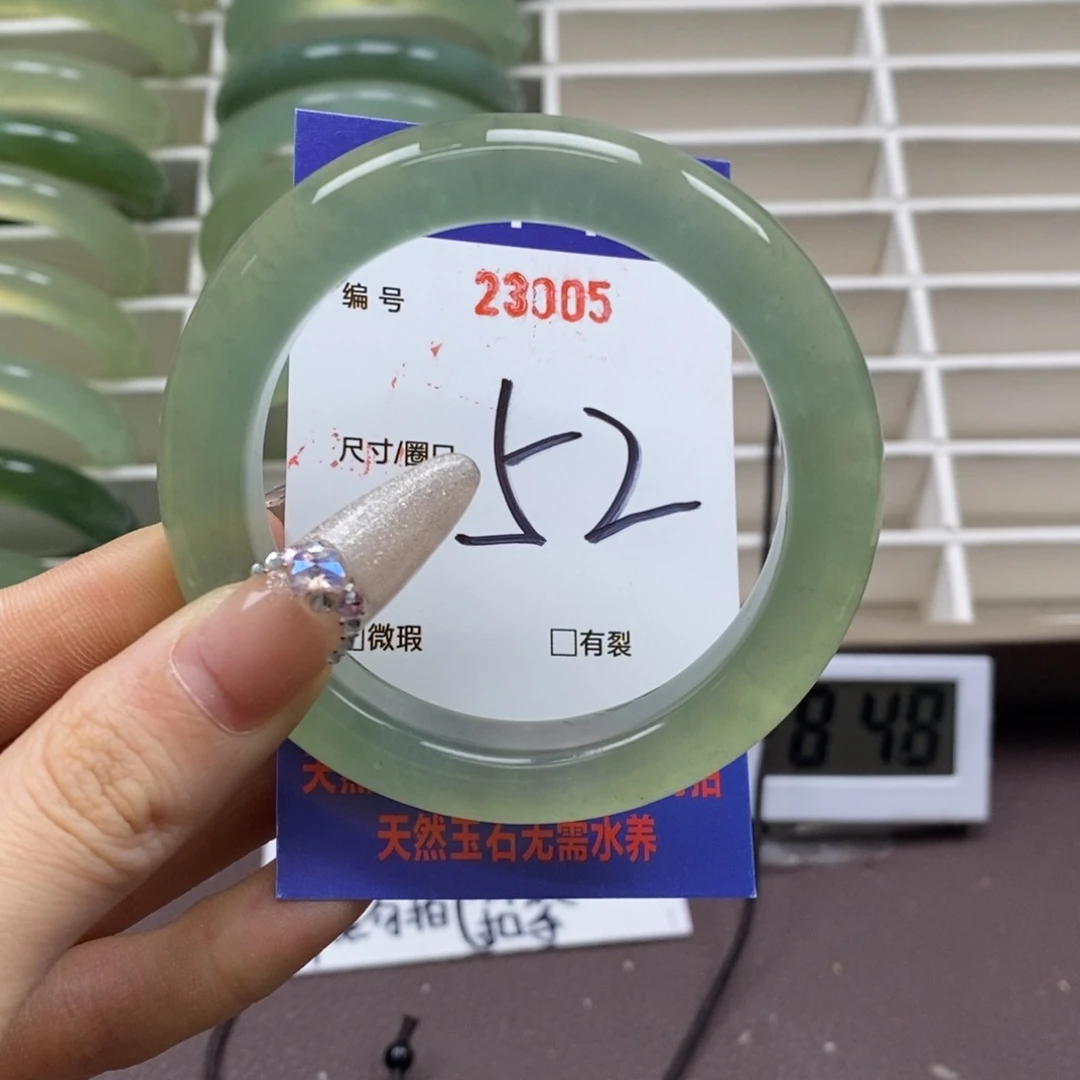 编号 23005
尺寸/圈口 52
微瑕 □有裂
天然玉石无需水养
8 48